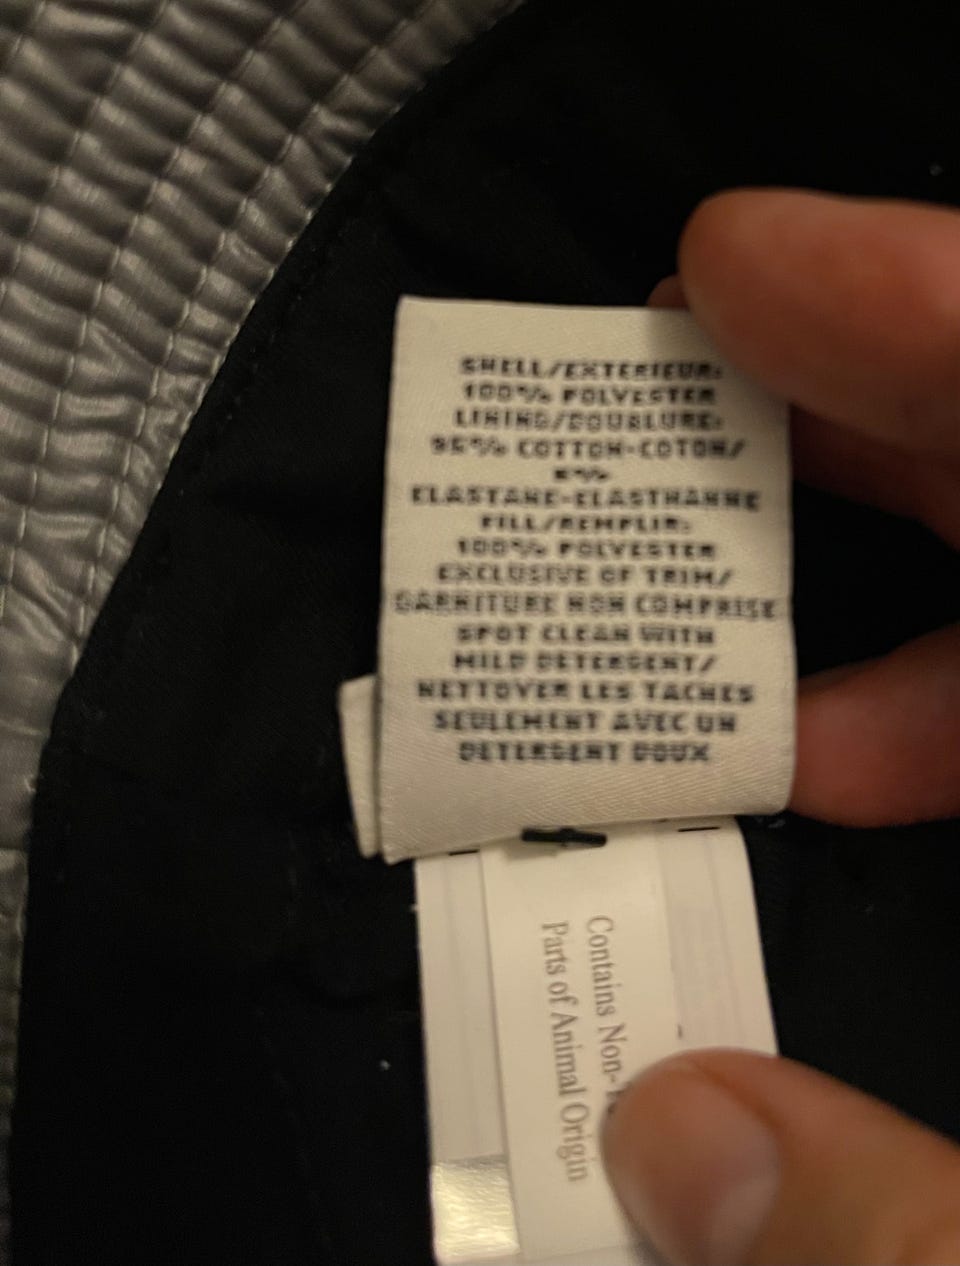 SHELL/EXTERIEUR:
100% POLYESTER
LINING/DOUBLURE:
95% COTTON-COTON/
5%
ELASTANE-ELASTHANNE
FILL/REMPLIR:
100% POLYESTER
EXCLUSIVE OF TRIM/
GARNITURE NON COMPRISE
SPOT CLEAN WITH
MILD DETERGENT/
NETTOYER LES TACHES
SEULEMENT AVEC UN
DETERGENT DOUX
Contains Non-
Parts of Animal Origin